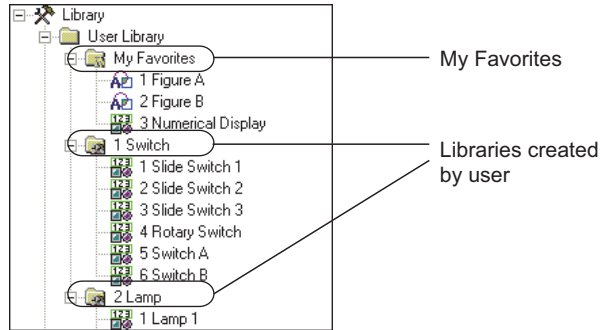 Library
User Library
My Favorites
1 Figure A
2 Figure B
3 Numerical Display
1 Switch
1 Slide Switch 1
2 Slide Switch 2
3 Slide Switch 3
4 Rotary Switch
5 Switch A
6 Switch B
2 Lamp
1 Lamp 1
My Favorites
Libraries created
by user